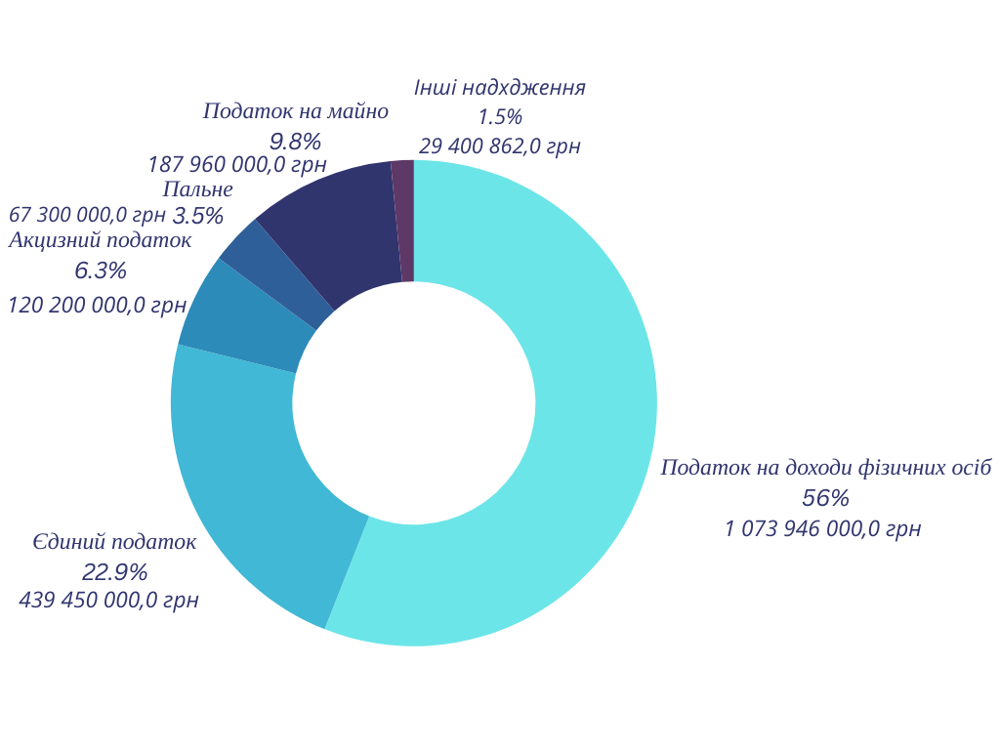 Інші надхдження
1.5%
29 400 862,0 грн
Податок на майно
9.8%
187 960 000,0 грн
Пальне
67 300 000,0 грн 3.5%
Акцизний податок
6.3%
120 200 000,0 грн
Податок на доходи фізичних осіб
56%
1 073 946 000,0 грн
Єдиний податок
22.9%
439 450 000,0 грн